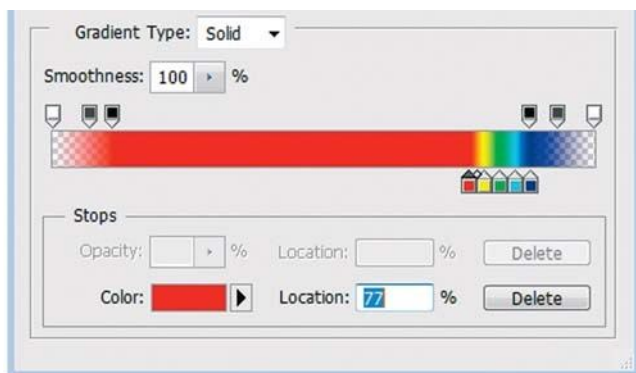 Gradient Type: Solid
Smoothness: 100 %
Stops
Opacity: % Location: % Delete
Color: Location: 77 % Delete